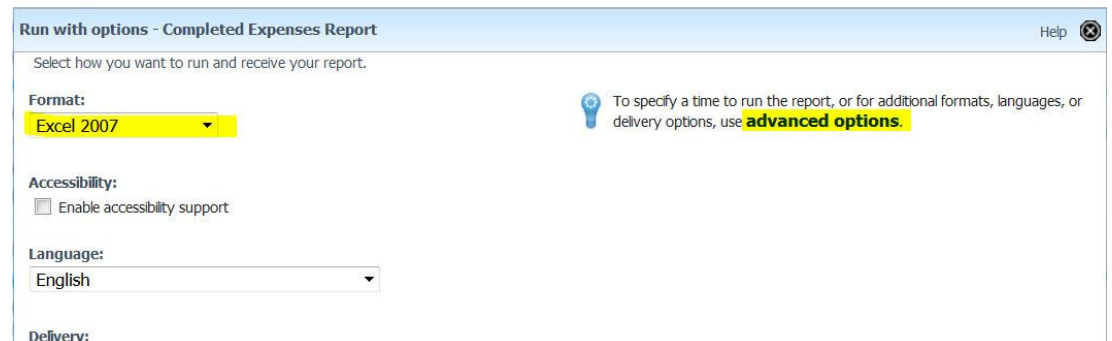 Run with options - Completed Expenses Report
Help
Select how you want to run and receive your report.
Format:
Excel 2007
To specify a time to run the report, or for additional formats, languages, or
delivery options, use advanced options.
Accessibility:
Enable accessibility support
Language:
English
Delivery: